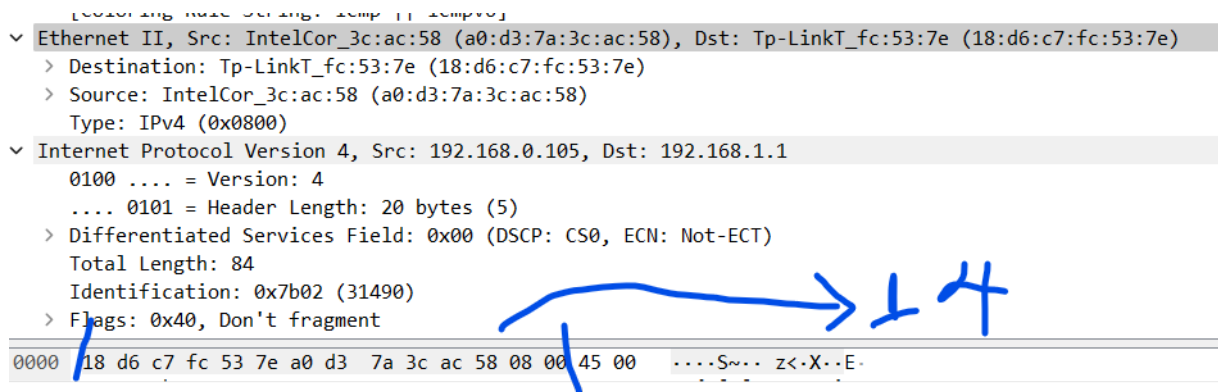 [Coloring Rule String: icmp || icmpv6]
Ethernet II, Src: IntelCor_3c:ac:58 (a0:d3:7a:3c:ac:58), Dst: Tp-LinkT_fc:53:7e (18:d6:c7:fc:53:7e)
Destination: Tp-LinkT_fc:53:7e (18:d6:c7:fc:53:7e)
Source: IntelCor_3c:ac:58 (a0:d3:7a:3c:ac:58)
Type: IPv4 (0x0800)
Internet Protocol Version 4, Src: 192.168.0.105, Dst: 192.168.1.1
0100 .... = Version: 4
.... 0101 = Header Length: 20 bytes (5)
Differentiated Services Field: 0x00 (DSCP: CS0, ECN: Not-ECT)
Total Length: 84
Identification: 0x7b02 (31490)
Flags: 0x40, Don't fragment
14
0000 18 d6 c7 fc 53 7e a0 d3 7a 3c ac 58 08 00 45 00 ····S~·· z<·X··E·